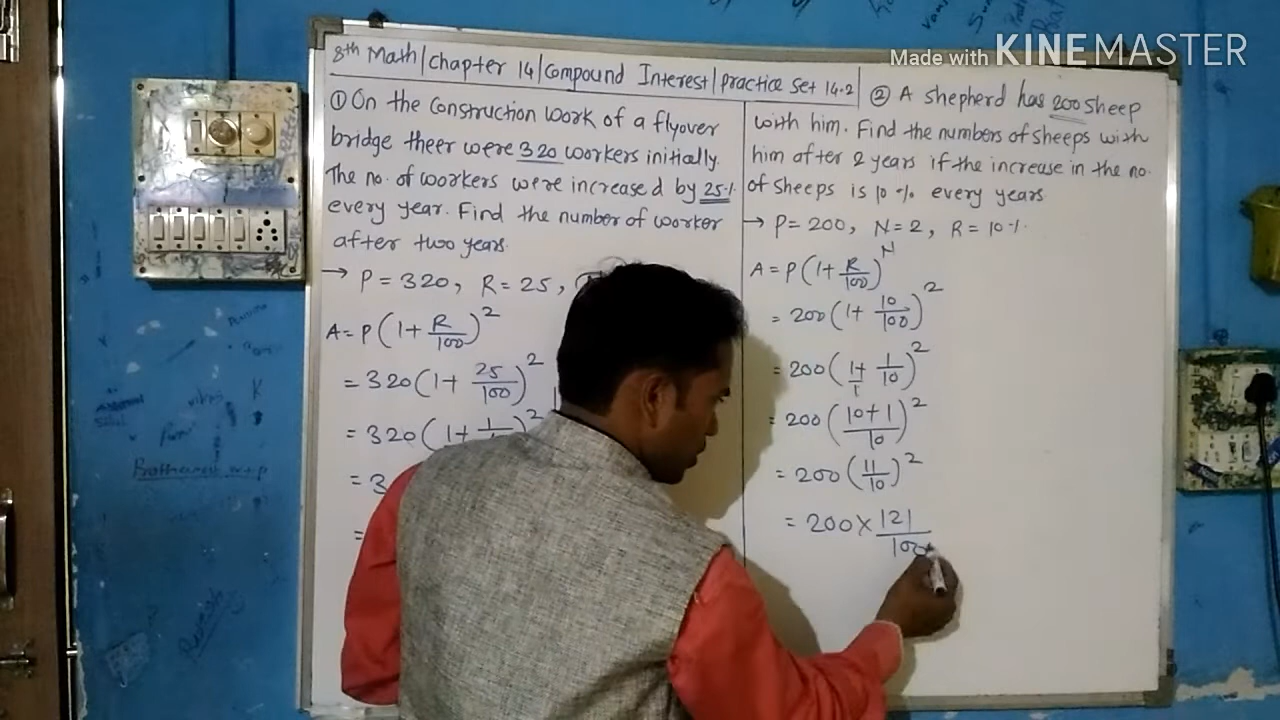 Made with KINEMASTER
8th Math/Chapter 14/Compound Interest/practice set 14.2
① On the construction work of a flyover
bridge theer were 320 workers initially.
The no. of workers were increased by 25%
every year. Find the number of worker
after two years.
→ P = 320, R = 25,
A = P(1 + R/100)^2
= 320(1 + 25/100)^2
= 320(1 +
= 3
=
② A shepherd has 200 sheep
with him. Find the numbers of sheeps with
him after 2 years if the increase in the no.
of sheeps is 10% every years.
→ P = 200, N = 2, R = 10%.
A = P(1 + R/100)^N
= 200(1 + 10/100)^2
= 200(1/1 + 1/10)^2
= 200(10+1/10)^2
= 200(11/10)^2
= 200 × 121/100